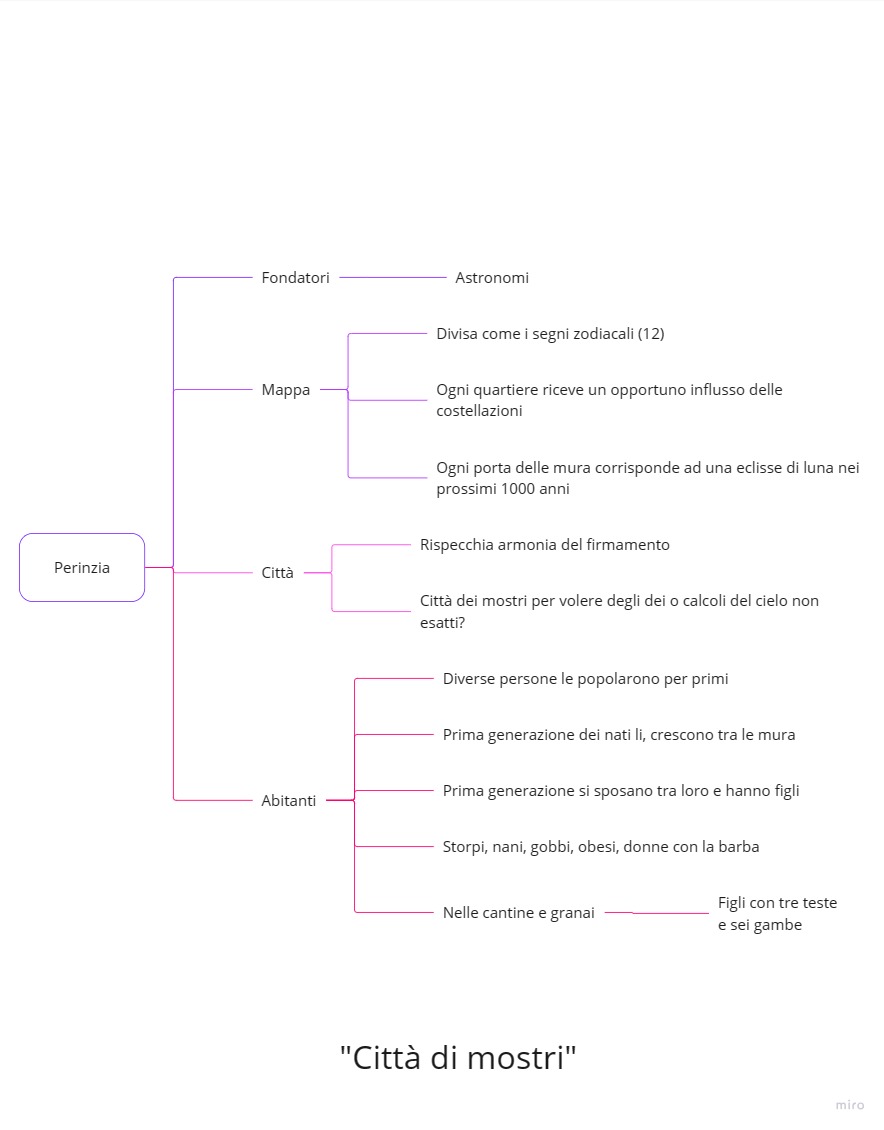 Fondatori
Astronomi
Mappa
Divisa come i segni zodiacali (12)
Ogni quartiere riceve un opportuno influsso delle
costellazioni
Ogni porta delle mura corrisponde ad una eclisse di luna nei
prossimi 1000 anni
Perinzia
Città
Rispecchia armonia del firmamento
Città dei mostri per volere degli dei o calcoli del cielo non
esatti?
Abitanti
Diverse persone le popolarono per primi
Prima generazione dei nati li, crescono tra le mura
Prima generazione si sposano tra loro e hanno figli
Storpi, nani, gobbi, obesi, donne con la barba
Nelle cantine e granai
Figli con tre teste
e sei gambe
"Città di mostri"
miro